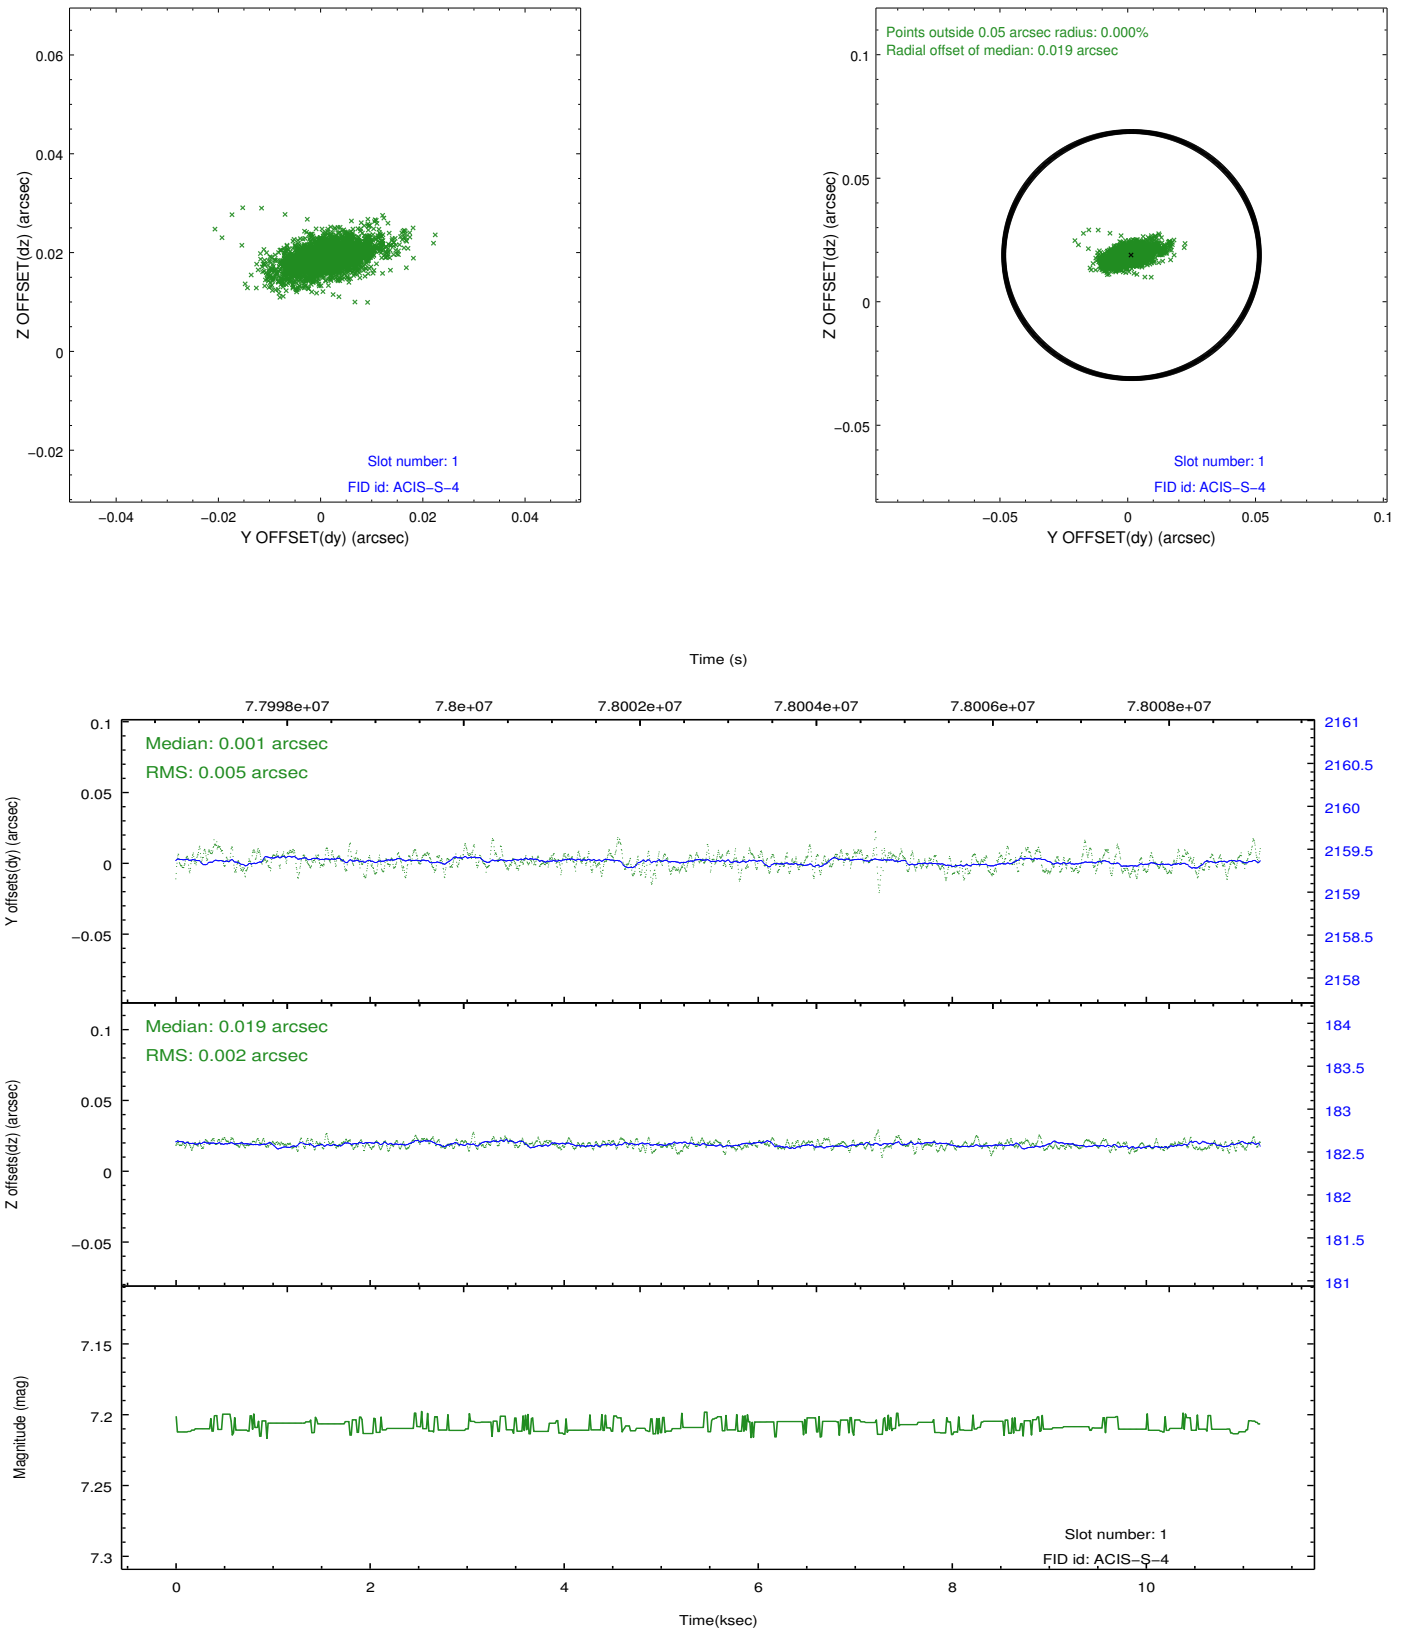 0.06
0.04
0.02
0
−0.02
Z OFFSET(dz) (arcsec)
Slot number: 1
FID id: ACIS−S−4
−0.04
−0.02
0
0.02
0.04
Y OFFSET(dy) (arcsec)
Points outside 0.05 arcsec radius: 0.000%
Radial offset of median: 0.019 arcsec
0.1
0.05
0
−0.05
Z OFFSET(dz) (arcsec)
Slot number: 1
FID id: ACIS−S−4
−0.05
0
0.05
0.1
Y OFFSET(dy) (arcsec)
Time (s)
7.7998e+07
7.8e+07
7.8002e+07
7.8004e+07
7.8006e+07
7.8008e+07
Median: 0.001 arcsec
RMS: 0.005 arcsec
0.1
0.05
0
−0.05
Y offsets(dy) (arcsec)
2161
2160.5
2160
2159.5
2159
2158.5
2158
Median: 0.019 arcsec
RMS: 0.002 arcsec
0.1
0.05
0
−0.05
Z offsets(dz) (arcsec)
184
183.5
183
182.5
182
181.5
181
7.15
7.2
7.25
7.3
Magnitude (mag)
Slot number: 1
FID id: ACIS−S−4
0
2
4
6
8
10
Time(ksec)